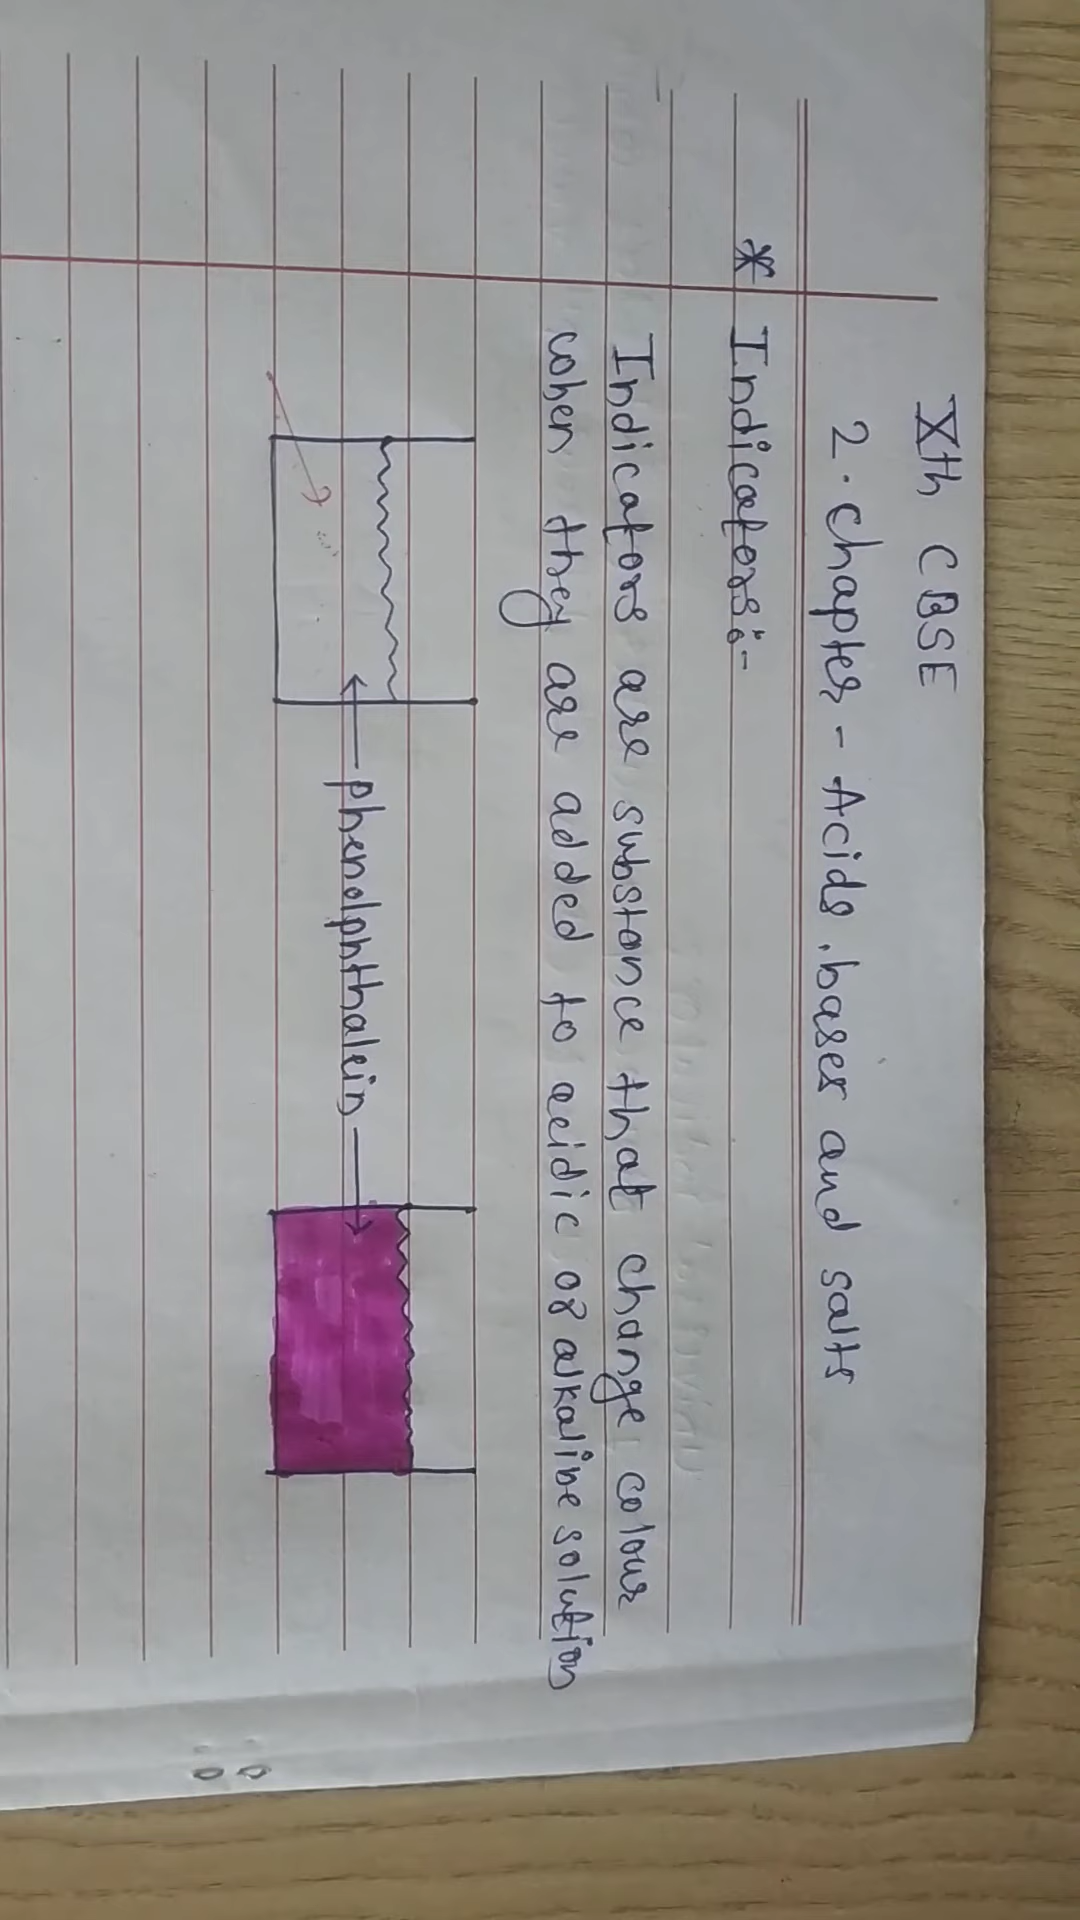 Xth CBSE
2. chapter - Acids, bases and salts
* Indicators:-
Indicators are substance that change colour
when they are added to acidic or alkaline solution
phenolphthalein